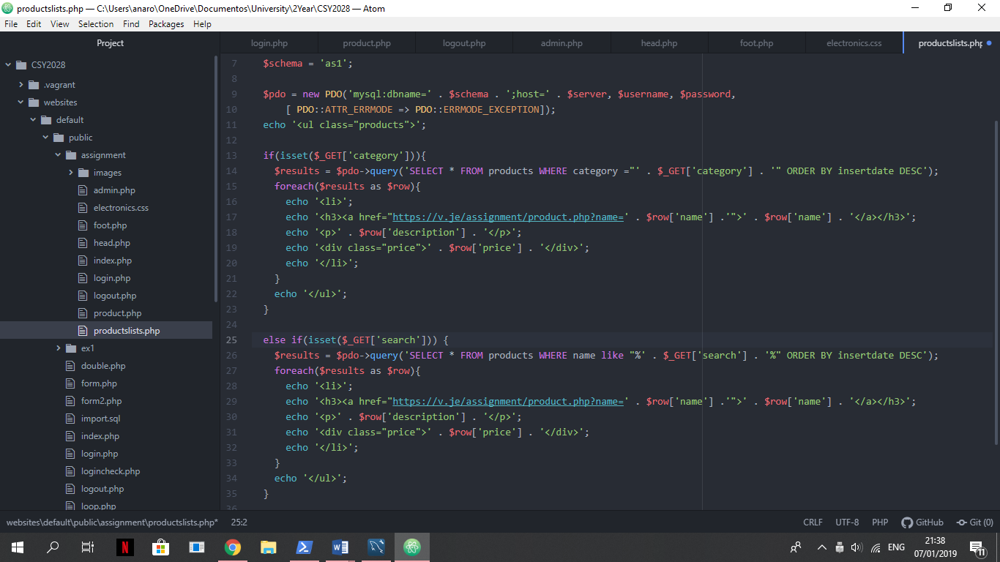 productslists.php — C:\Users\anaro\OneDrive\Documentos\University\2Year\CSY2028 — Atom
File Edit View Selection Find Packages Help
Project
login.php product.php logout.php admin.php head.php foot.php electronics.css productslists.php
CSY2028
.vagrant
websites
default
public
assignment
images
admin.php
electronics.css
foot.php
head.php
index.php
login.php
logout.php
product.php
productslists.php
ex1
double.php
form.php
form2.php
import.sql
index.php
login.php
logincheck.php
logout.php
loop.php
7 $schema = 'as1';
8
9 $pdo = new PDO('mysql:dbname=' . $schema . ';host=' . $server, $username, $password,
10 [ PDO::ATTR_ERRMODE => PDO::ERRMODE_EXCEPTION]);
11 echo '<ul class="products">';
12
13 if(isset($_GET['category'])){
14 $results = $pdo->query('SELECT * FROM products WHERE category ="' . $_GET['category'] . '" ORDER BY insertdate DESC');
15 foreach($results as $row){
16 echo '<li>';
17 echo '<h3><a href="https://v.je/assignment/product.php?name=' . $row['name'] .'">' . $row['name'] . '</a></h3>';
18 echo '<p>' . $row['description'] . '</p>';
19 echo '<div class="price">' . $row['price'] . '</div>';
20 echo '</li>';
21 }
22 echo '</ul>';
23 }
24
25 else if(isset($_GET['search'])) {
26 $results = $pdo->query('SELECT * FROM products WHERE name like "%' . $_GET['search'] . '%" ORDER BY insertdate DESC');
27 foreach($results as $row){
28 echo '<li>';
29 echo '<h3><a href="https://v.je/assignment/product.php?name=' . $row['name'] .'">' . $row['name'] . '</a></h3>';
30 echo '<p>' . $row['description'] . '</p>';
31 echo '<div class="price">' . $row['price'] . '</div>';
32 echo '</li>';
33 }
34 echo '</ul>';
35 }
36
websites\default\public\assignment\productslists.php* 25:2 CRLF UTF-8 PHP GitHub Git (0)
N W ENG 21:38
07/01/2019 11